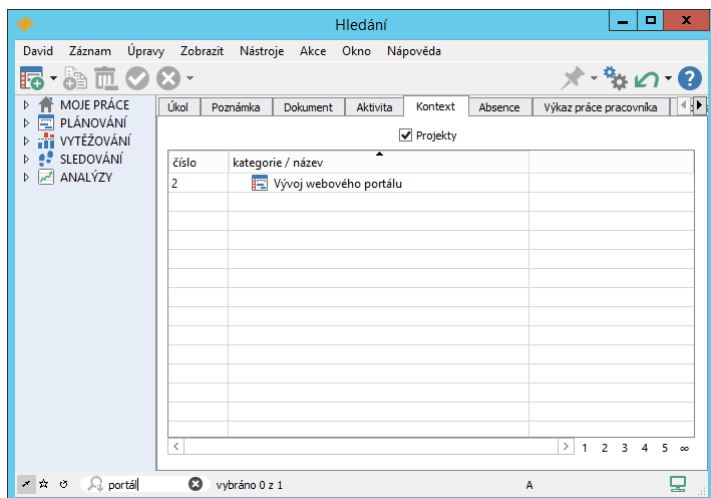 Hledání
David Záznam Úpravy Zobrazit Nástroje Akce Okno Nápověda
MOJE PRÁCE
PLÁNOVÁNÍ
VYTĚŽOVÁNÍ
SLEDOVÁNÍ
ANALÝZY
Úkol Poznámka Dokument Aktivita Kontext Absence Výkaz práce pracovníka
Projekty
číslo kategorie / název
2 Vývoj webového portálu
1 2 3 4 5 ∞
portál vybráno 0 z 1 A